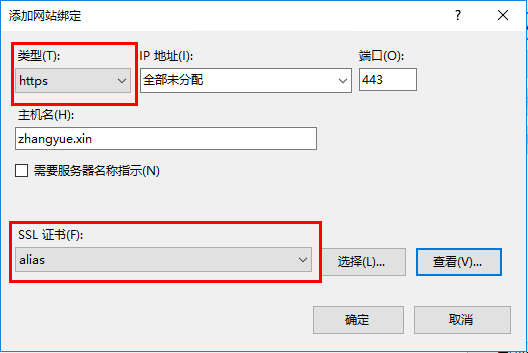 添加网站绑定
类型(T):
IP 地址(I):
端口(O):
https
全部未分配
443
主机名(H):
zhangyue.xin
需要服务器名称指示(N)
SSL 证书(F):
alias
选择(L)...
查看(V)...
确定
取消